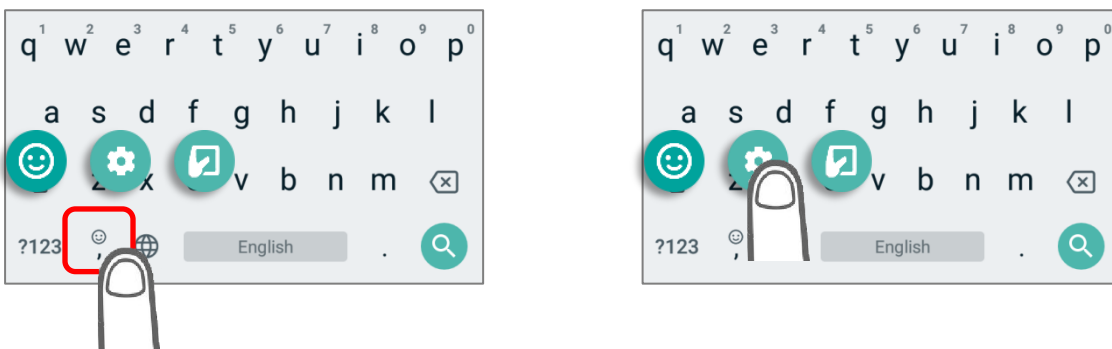 q1 w2 e3 r4 t5 y6 u7 i8 o9 p0
a s d f g h j k l
z x v b n m
?123 , English .
q1 w2 e3 r4 t5 y6 u7 i8 o9 p0
a s d f g h j k l
z v b n m
?123 , English .